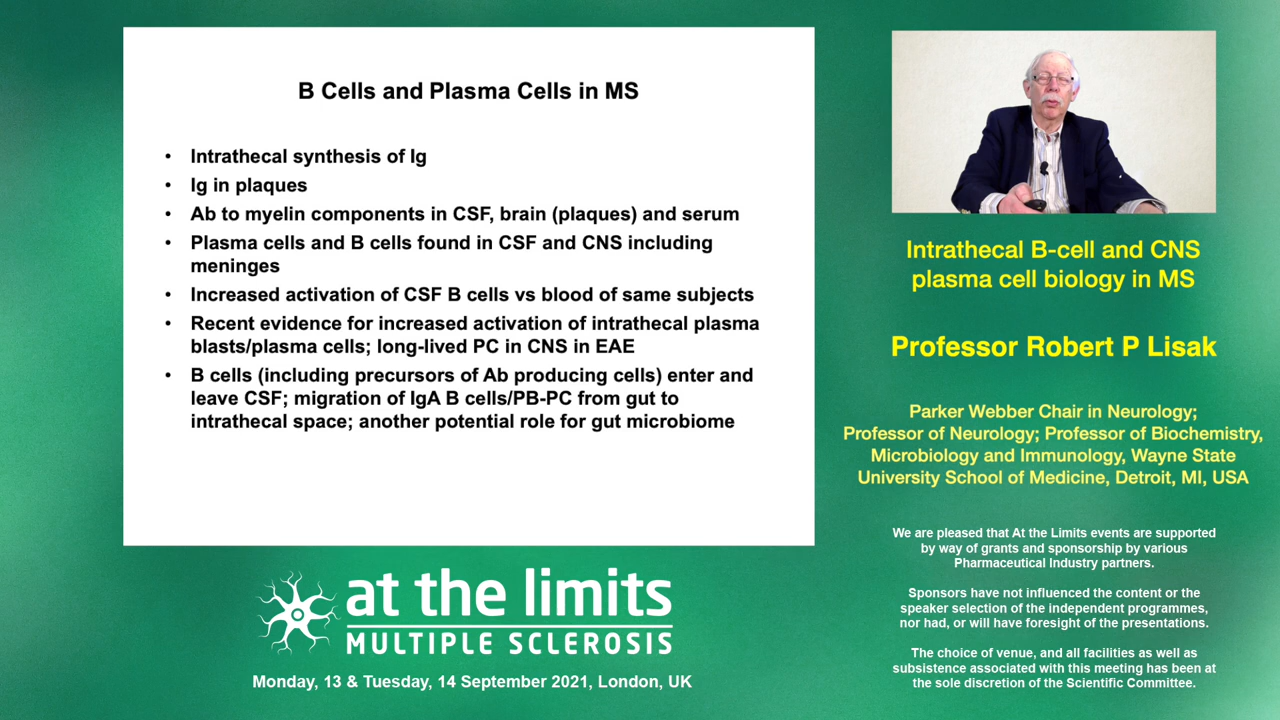 B Cells and Plasma Cells in MS
• Intrathecal synthesis of Ig
• Ig in plaques
• Ab to myelin components in CSF, brain (plaques) and serum
• Plasma cells and B cells found in CSF and CNS including
meninges
• Increased activation of CSF B cells vs blood of same subjects
• Recent evidence for increased activation of intrathecal plasma
blasts/plasma cells; long-lived PC in CNS in EAE
• B cells (including precursors of Ab producing cells) enter and
leave CSF; migration of IgA B cells/PB-PC from gut to
intrathecal space; another potential role for gut microbiome
at the limits
MULTIPLE SCLEROSIS
Monday, 13 & Tuesday, 14 September 2021, London, UK
Intrathecal B-cell and CNS
plasma cell biology in MS
Professor Robert P Lisak
Parker Webber Chair in Neurology;
Professor of Neurology; Professor of Biochemistry,
Microbiology and Immunology, Wayne State
University School of Medicine, Detroit, MI, USA
We are pleased that At the Limits events are supported
by way of grants and sponsorship by various
Pharmaceutical Industry partners.
Sponsors have not influenced the content or the
speaker selection of the independent programmes,
nor had, or will have foresight of the presentations.
The choice of venue, and all facilities as well as
subsistence associated with this meeting has been at
the sole discretion of the Scientific Committee.